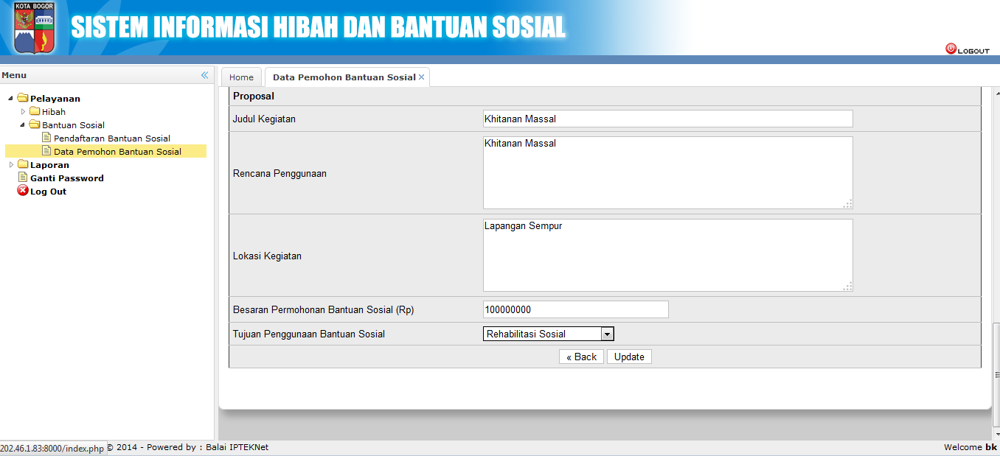 KOTA BOGOR
SISTEM INFORMASI HIBAH DAN BANTUAN SOSIAL
LOGOUT
Menu
Home
Data Pemohon Bantuan Sosial
Pelayanan
Hibah
Bantuan Sosial
Pendaftaran Bantuan Sosial
Data Pemohon Bantuan Sosial
Laporan
Ganti Password
Log Out
Proposal
Judul Kegiatan
Khitanan Massal
Rencana Penggunaan
Khitanan Massal
Lokasi Kegiatan
Lapangan Sempur
Besaran Permohonan Bantuan Sosial (Rp)
100000000
Tujuan Penggunaan Bantuan Sosial
Rehabilitasi Sosial
« Back
Update
202.46.1.83:8000/index.php
© 2014 - Powered by : Balai IPTEKNet
Welcome bk